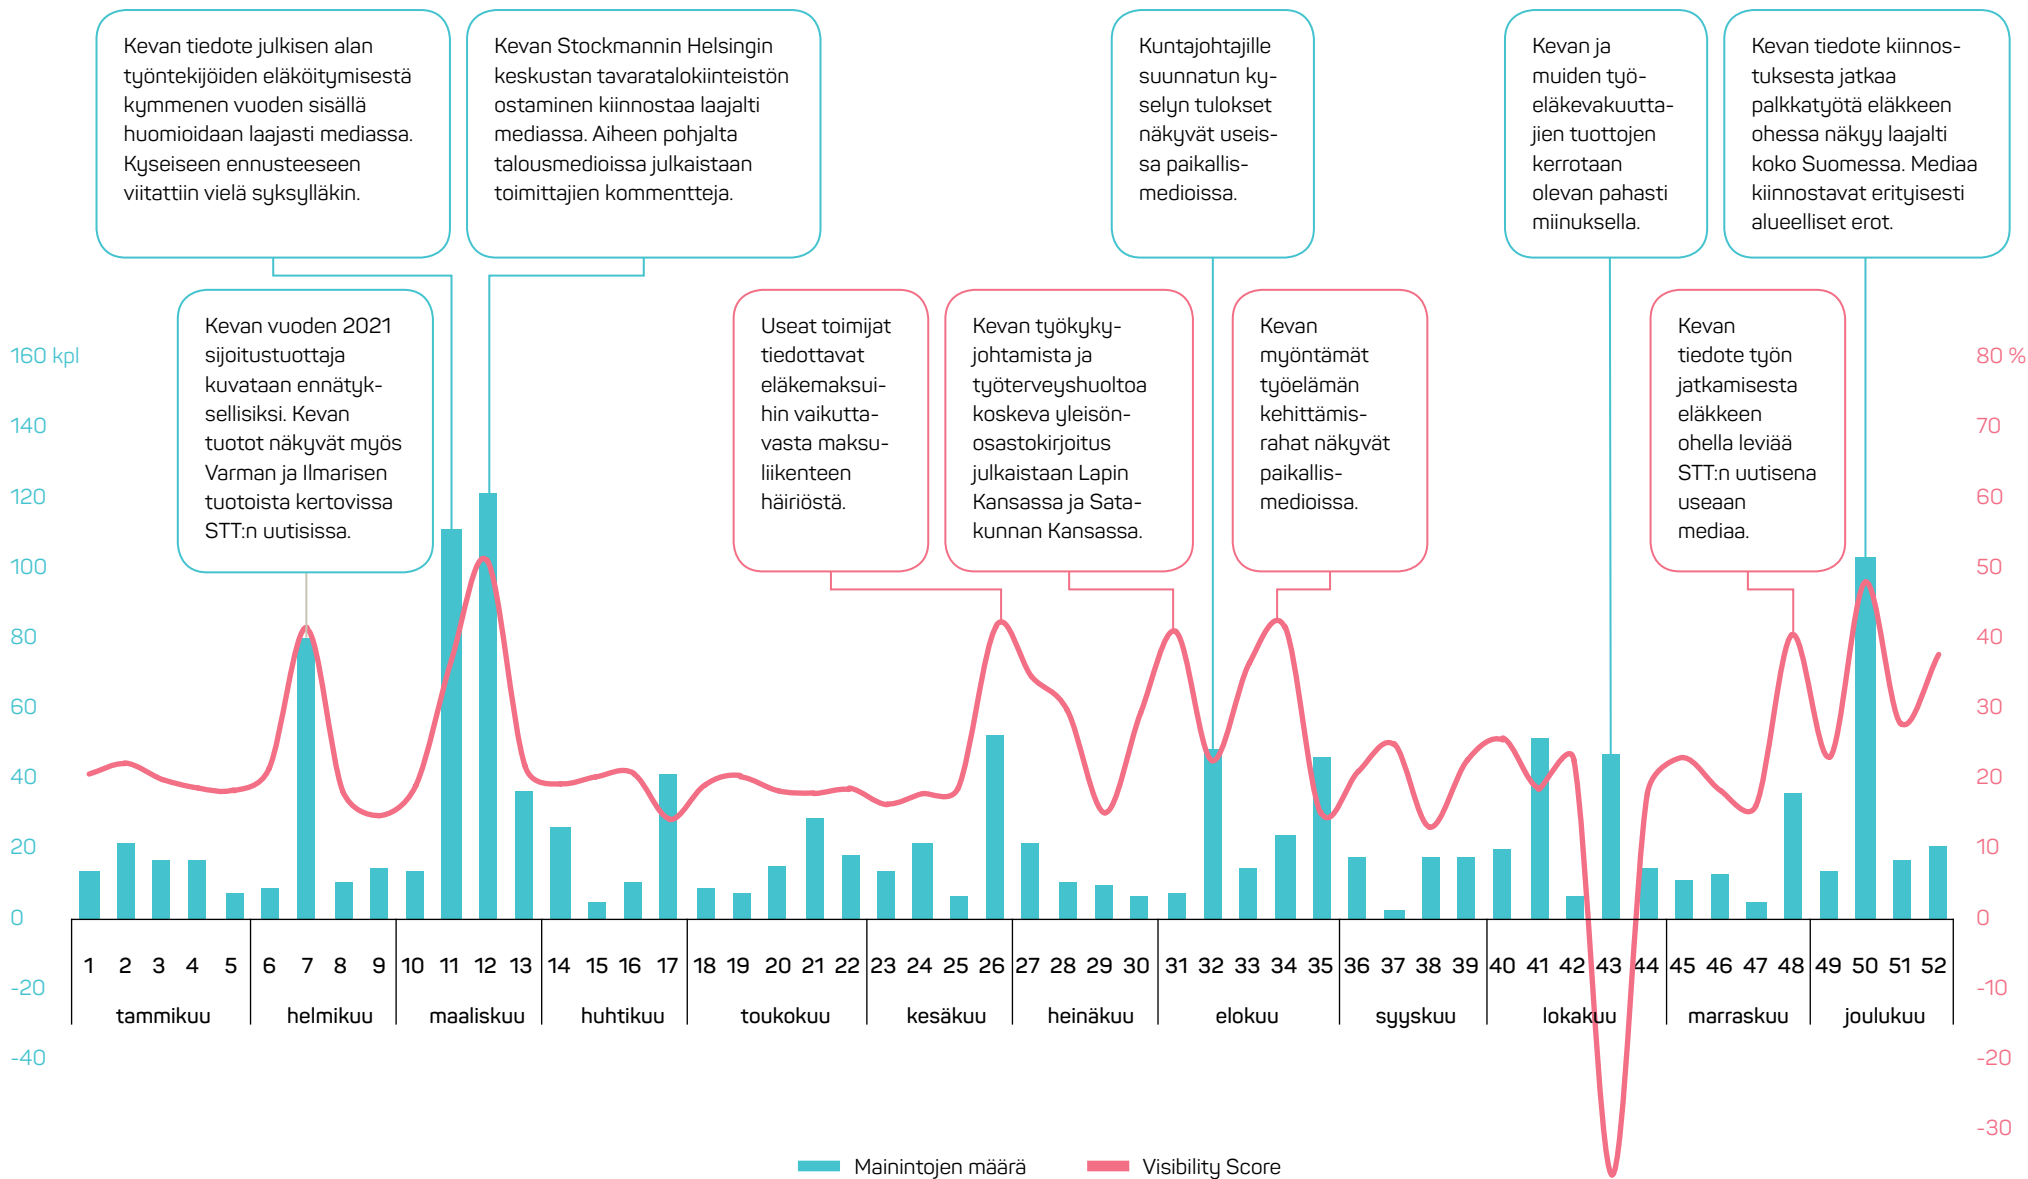 Kevan tiedote julkisen alan
työntekijöiden eläköitymisestä
kymmenen vuoden sisällä
huomioidaan laajasti mediassa.
Kyseiseen ennusteeseen
viitattiin vielä syksylläkin.
Kevan Stockmannin Helsingin
keskustan tavaratalokiinteistön
ostaminen kiinnostaa laajalti
mediassa. Aiheen pohjalta
talousmedioissa julkaistaan
toimittajien kommentteja.
Kuntajohtajille
suunnatun ky-
selyn tulokset
näkyvät useis-
sa paikallis-
medioissa.
Kevan ja
muiden työ-
eläkevakuutta-
jien tuottojen
kerrotaan
olevan pahasti
miinuksella.
Kevan tiedote kiinnos-
tuksesta jatkaa
palkkatyötä eläkkeen
ohessa näkyy laajalti
koko Suomessa. Mediaa
kiinnostavat erityisesti
alueelliset erot.
Kevan vuoden 2021
sijoitustuottaja
kuvataan ennätyk-
sellisiksi. Kevan
tuotot näkyvät myös
Varman ja Ilmarisen
tuotoista kertovissa
STT:n uutisissa.
Useat toimijat
tiedottavat
eläkemaksui-
hin vaikutta-
vasta maksu-
liikenteen
häiriöstä.
Kevan työkyky-
johtamista ja
työterveyshuoltoa
koskeva yleisön-
osastokirjoitus
julkaistaan Lapin
Kansassa ja Sata-
kunnan Kansassa.
Kevan
myöntämät
työelämän
kehittämis-
rahat näkyvät
paikallis-
medioissa.
Kevan
tiedote työn
jatkamisesta
eläkkeen
ohella leviää
STT:n uutisena
useaan
mediaa.
160 kpl
140
120
100
80
60
40
20
0
-20
-40
80 %
70
60
50
40
30
20
10
0
-10
-20
-30
1 2 3 4 5 6 7 8 9 10 11 12 13 14 15 16 17 18 19 20 21 22 23 24 25 26 27 28 29 30 31 32 33 34 35 36 37 38 39 40 41 42 43 44 45 46 47 48 49 50 51 52
tammikuu helmikuu maaliskuu huhtikuu toukokuu kesäkuu heinäkuu elokuu syyskuu lokakuu marraskuu joulukuu
Mainintojen määrä Visibility Score